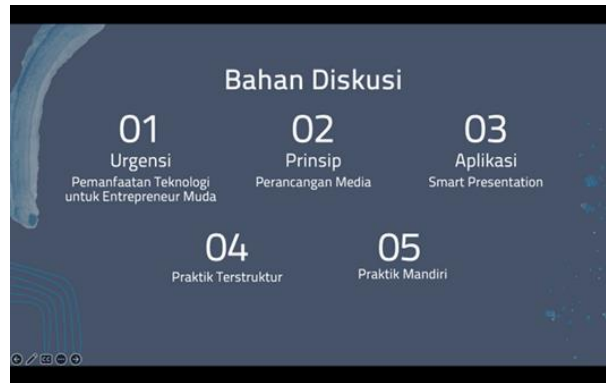 Bahan Diskusi
01
Urgensi
Pemanfaatan Teknologi
untuk Entrepreneur Muda
02
Prinsip
Perancangan Media
03
Aplikasi
Smart Presentation
04
Praktik Terstruktur
05
Praktik Mandiri